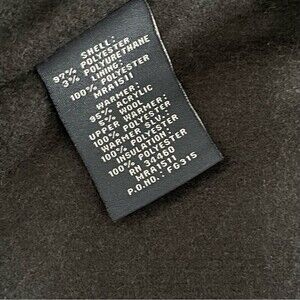 SHELL:
97% POLYESTER
3% POLYURETHANE
LINING:
100% POLYESTER
MRA1511
WARMER:
95% ACRYLIC
5% WOOL
UPPER WARMER:
100% POLYESTER
WARMER SLV.:
100% POLYESTER
INSULATION:
100% POLYESTER
RN 34460
MRA1511
P.O.NO.: FG315